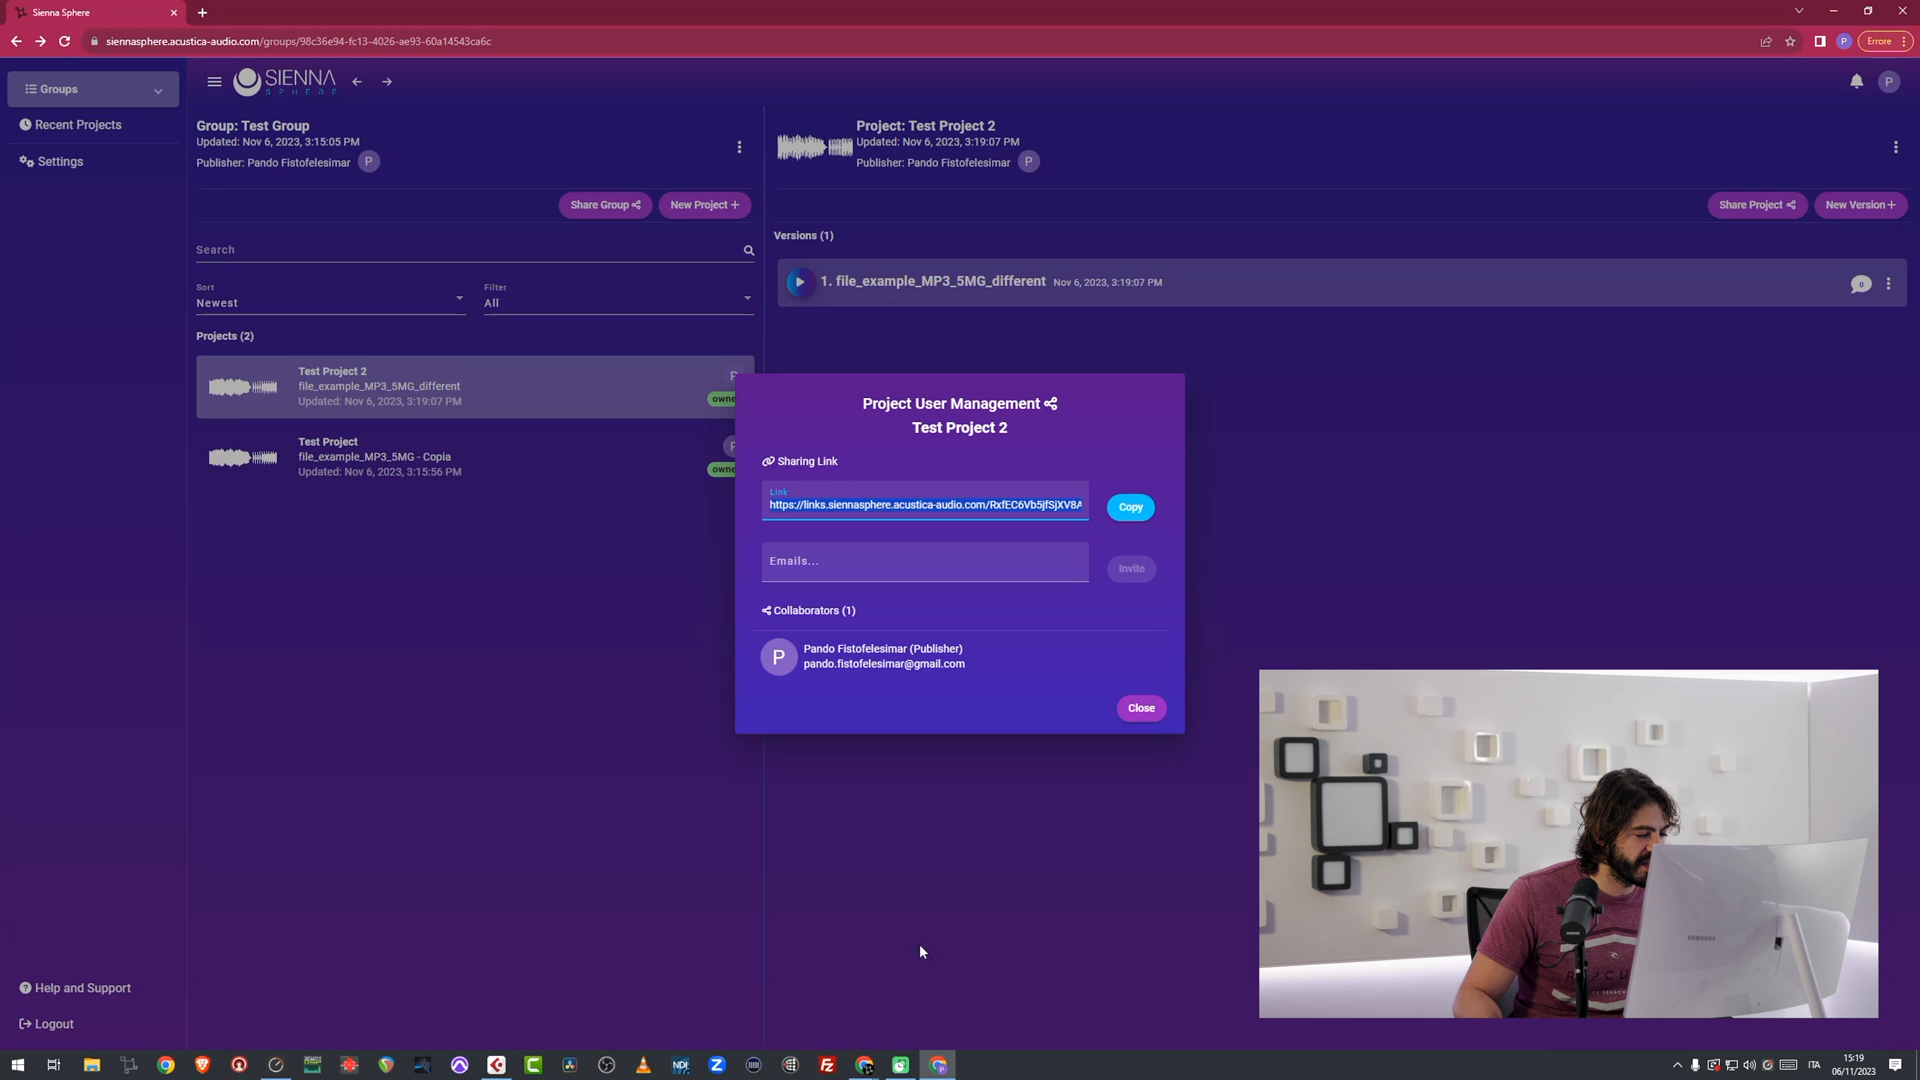 Sienna Sphere
siennasphere.acustica-audio.com/groups/98c36e94-fc13-4026-ae93-60a14543ca6c
P
Errore
Groups
Recent Projects
Settings
Help and Support
Logout
SIENNA
SPHERE
P
Group: Test Group
Updated: Nov 6, 2023, 3:15:05 PM
Publisher: Pando Fistofelesimar P
Share Group
New Project +
Search
Sort
Newest
Filter
All
Projects (2)
Test Project 2
file_example_MP3_5MG_different
Updated: Nov 6, 2023, 3:19:07 PM
Test Project
file_example_MP3_5MG - Copia
Updated: Nov 6, 2023, 3:15:56 PM
Project: Test Project 2
Updated: Nov 6, 2023, 3:19:07 PM
Publisher: Pando Fistofelesimar P
Share Project
New Version +
Versions (1)
1. file_example_MP3_5MG_different Nov 6, 2023, 3:19:07 PM
0
Project User Management
Test Project 2
Sharing Link
Link
https://links.siennasphere.acustica-audio.com/RxfEC6Vb5jfSjXV8A
Copy
Emails...
Invite
Collaborators (1)
P
Pando Fistofelesimar (Publisher)
pando.fistofelesimar@gmail.com
Close
SAMSUNG
NDI
ITA
15:19
06/11/2023